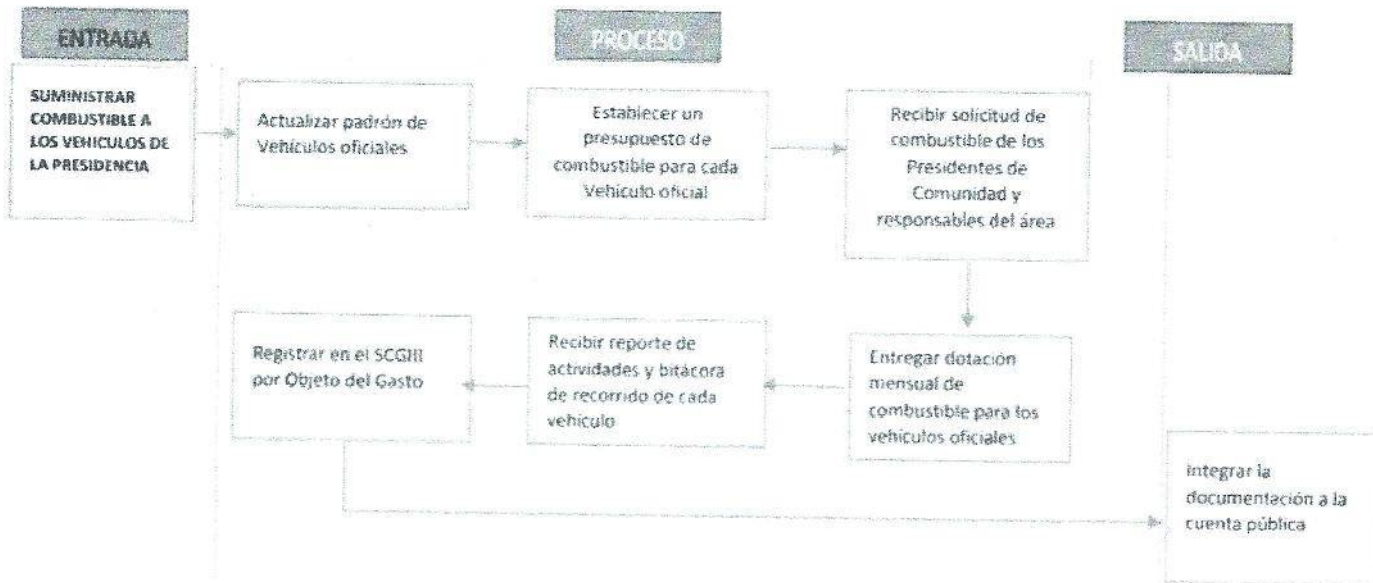 ENTRADA
PROCESO
SALIDA
SUMINISTRAR
COMBUSTIBLE A
LOS VEHICULOS DE
LA PRESIDENCIA
Actualizar padrón de
Vehículos oficiales
Establecer un
presupuesto de
combustible para cada
Vehículo oficial
Recibir solicitud de
combustible de los
Presidentes de
Comunidad y
responsables del área
Entregar dotación
mensual de
combustible para los
vehículos oficiales
Recibir reporte de
actividades y bitácora
de recorrido de cada
vehículo
Registrar en el
por Objeto del Gasto
Integrar la
documentación a la
cuenta pública